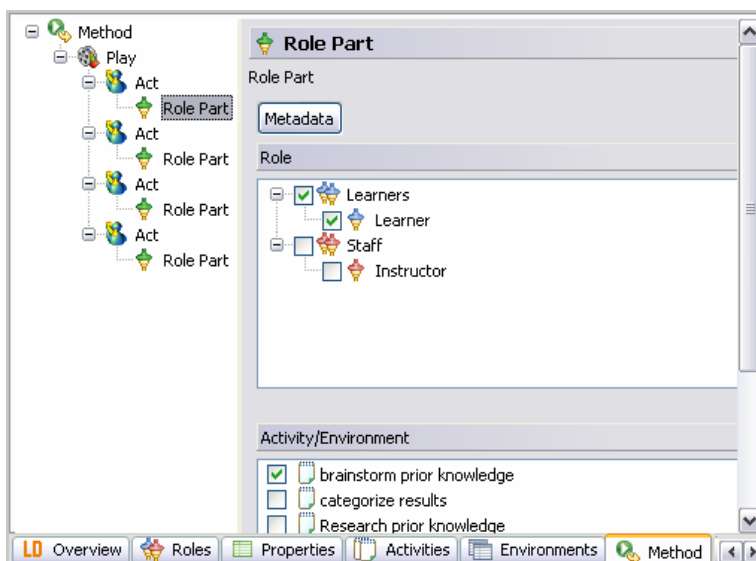 Method
Play
Act
Role Part
Act
Role Part
Act
Role Part
Act
Role Part
Role Part
Role Part
Metadata
Role
Learners
Learner
Staff
Instructor
Activity/Environment
brainstorm prior knowledge
categorize results
Research prior knowledge
LD Overview Roles Properties Activities Environments Method